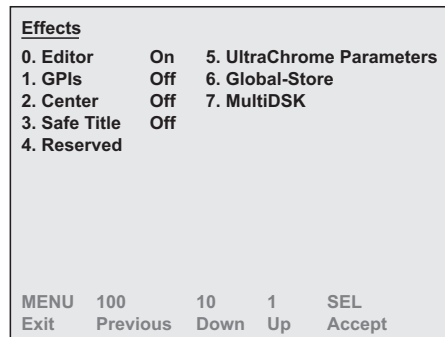 Effects
0. Editor On 5. UltraChrome Parameters
1. GPIs Off 6. Global-Store
2. Center Off 7. MultiDSK
3. Safe Title Off
4. Reserved
MENU 100 10 1 SEL
Exit Previous Down Up Accept